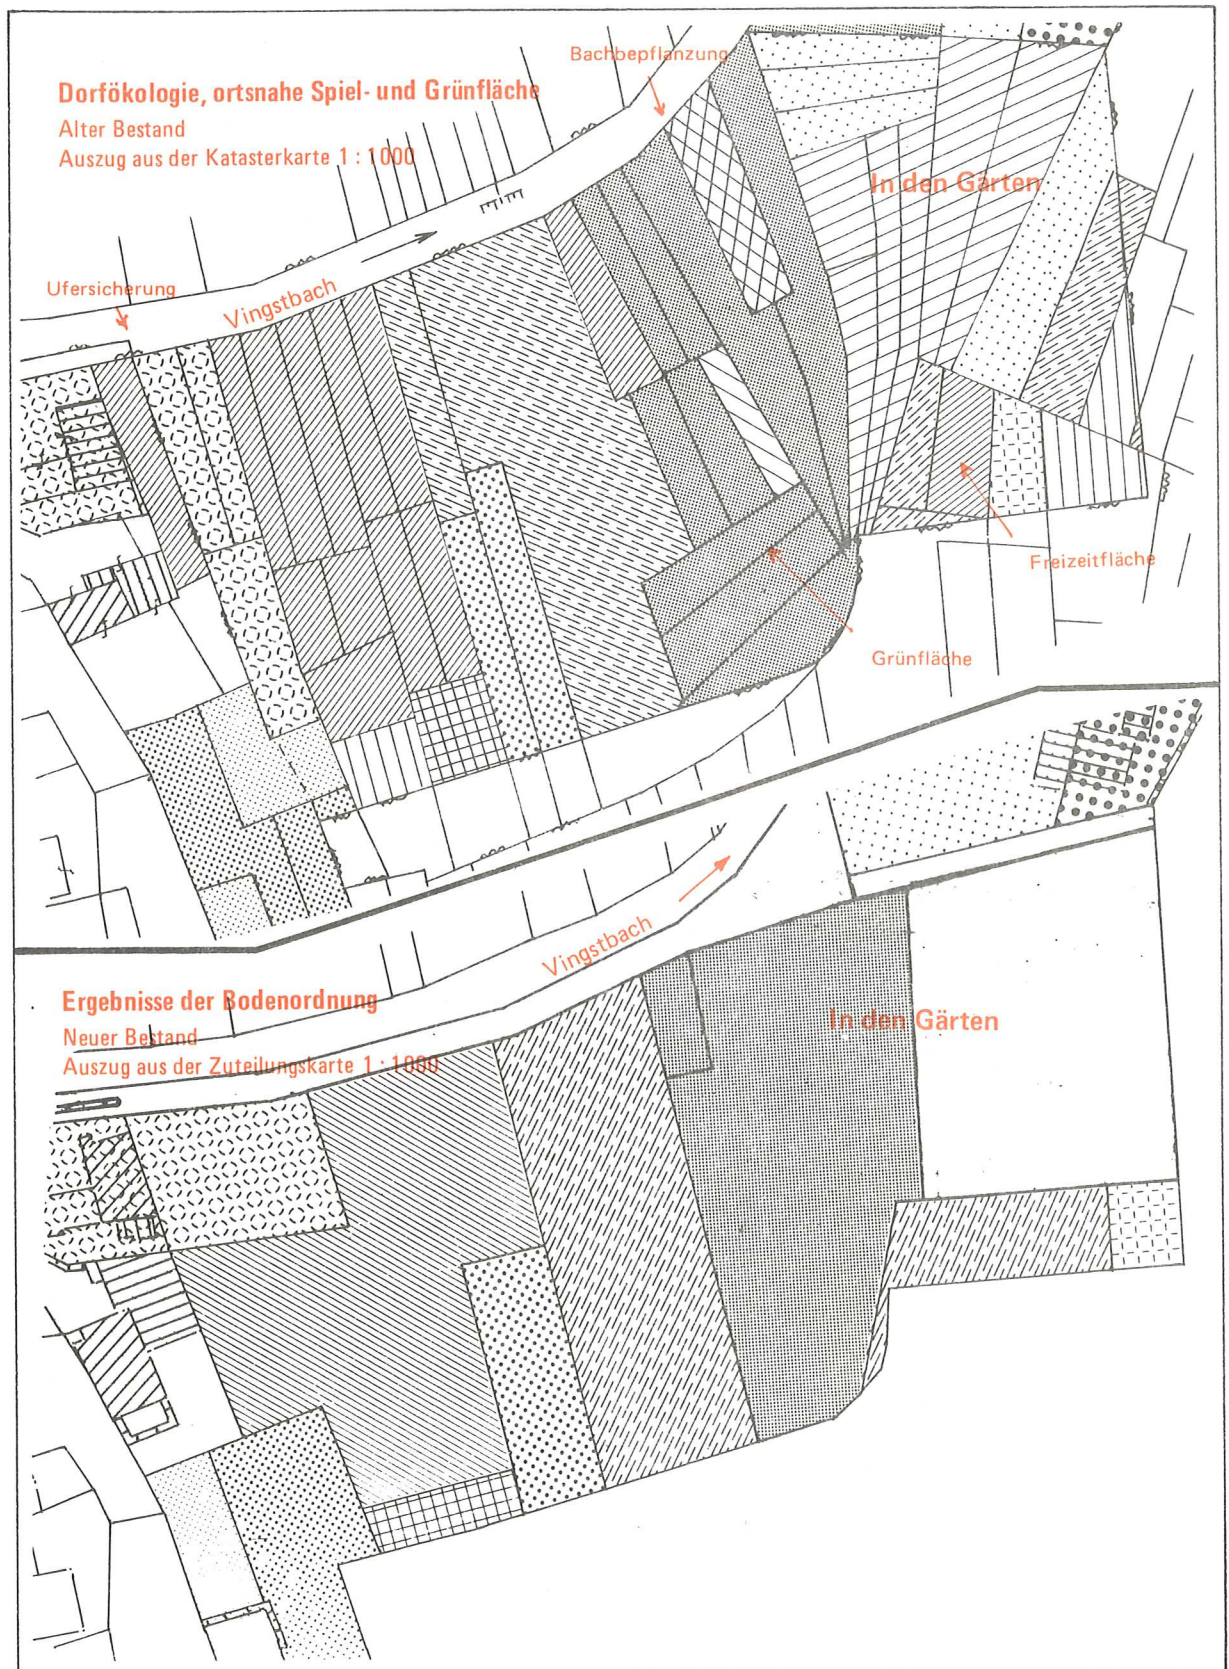 Bachbepflanzung
Dorfökologie, ortsnahe Spiel- und Grünfläche
Alter Bestand
Auszug aus der Katasterkarte 1 : 1000
In den Gärten
Ufersicherung
Vingstbach
Freizeitfläche
Grünfläche
Vingstbach
Ergebnisse der Bodenordnung
Neuer Bestand
Auszug aus der Zuteilungskarte 1 : 1000
In den Gärten